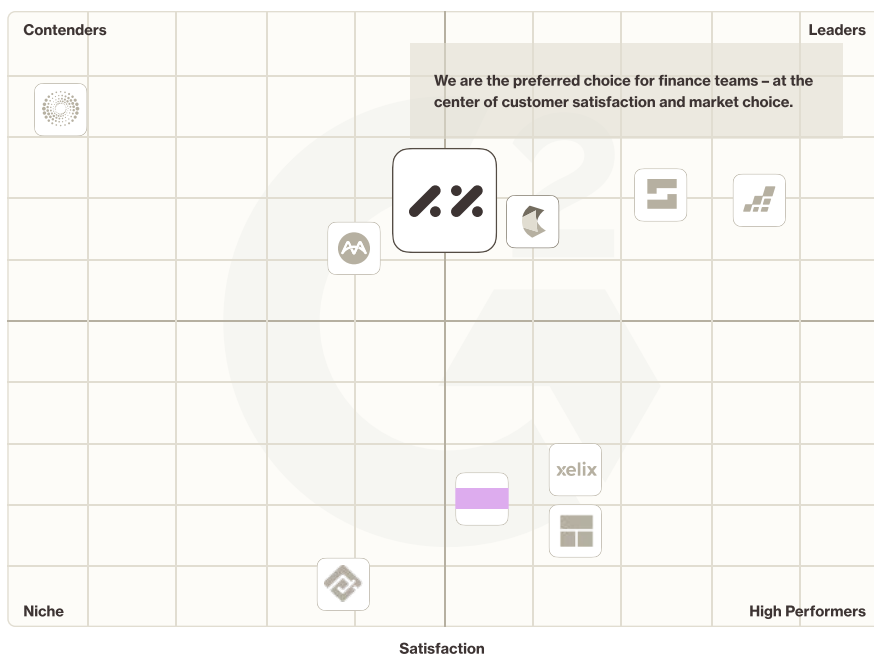 Contenders
Leaders
We are the preferred choice for finance teams – at the
center of customer satisfaction and market choice.
xelix
Niche
High Performers
Satisfaction